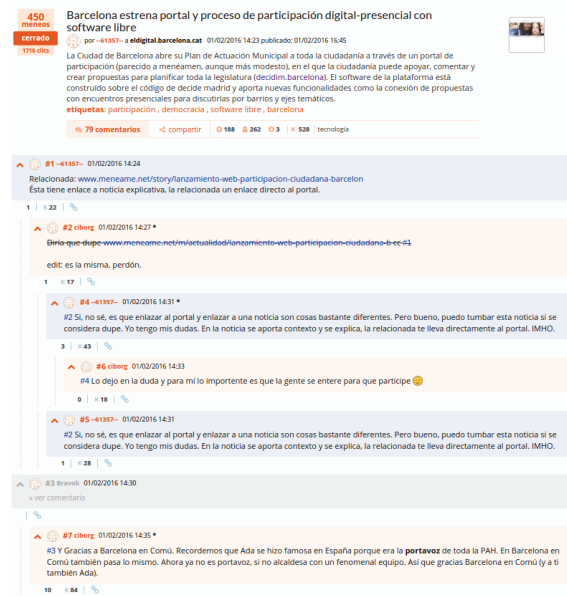 450
meneos
cerrado
1716 clics
Barcelona estrena portal y proceso de participación digital-presencial con
software libre
por --61357-- a eldigital.barcelona.cat 01/02/2016 14:23 publicado: 01/02/2016 16:45
La Ciudad de Barcelona abre su Plan de Actuación Municipal a toda la ciudadanía a través de un portal de
participación (parecido a menéamen, aunque más modesto), en el que la ciudadanía puede apoyar, comentar y
crear propuestas para planificar toda la legislatura (decidim.barcelona). El software de la plataforma está
construido sobre el código de decide madrid y aporta nuevas funcionalidades como la conexión de propuestas
con encuentros presenciales para discutirlas por barrios y ejes temáticos.
etiquetas: participación , democracia , software libre , barcelona
79 comentarios compartir 188 262 3 K 528 tecnología
#1 --61357-- 01/02/2016 14:24
Relacionada: www.meneame.net/story/lanzamiento-web-participacion-ciudadana-barcelon
Ésta tiene enlace a noticia explicativa, la relacionada un enlace directo al portal.
1 K 22
#2 ciborg 01/02/2016 14:27 *
Diría que dupe www.meneame.net/m/actualidad/lanzamiento-web-participacion-ciudadana-b cc #1
edit: es la misma, perdón.
1 K 17
#4 --61357-- 01/02/2016 14:31 *
#2 Si, no sé, es que enlazar al portal y enlazar a una noticia son cosas bastante diferentes. Pero bueno, puedo tumbar esta noticia si se
considera dupe. Yo tengo mis dudas. En la noticia se aporta contexto y se explica, la relacionada te lleva directamente al portal. IMHO.
3 K 43
#6 ciborg 01/02/2016 14:33
#4 Lo dejo en la duda y para mí lo importente es que la gente se entere para que participe
0 K 18
#5 --61357-- 01/02/2016 14:31
#2 Si, no sé, es que enlazar al portal y enlazar a una noticia son cosas bastante diferentes. Pero bueno, puedo tumbar esta noticia si se
considera dupe. Yo tengo mis dudas. En la noticia se aporta contexto y se explica, la relacionada te lleva directamente al portal. IMHO.
1 K 28
#3 Bravok 01/02/2016 14:30
+ ver comentario
#7 ciborg 01/02/2016 14:35 *
#3 Y Gracias a Barcelona en Comú. Recordemos que Ada se hizo famosa en España porque era la portavoz de toda la PAH. En Barcelona en
Comú también pasa lo mismo. Ahora ya no es portavoz, si no alcaldesa con un fenomenal equipo. Así que gracias Barcelona en Comú (y a ti
también Ada).
10 K 84